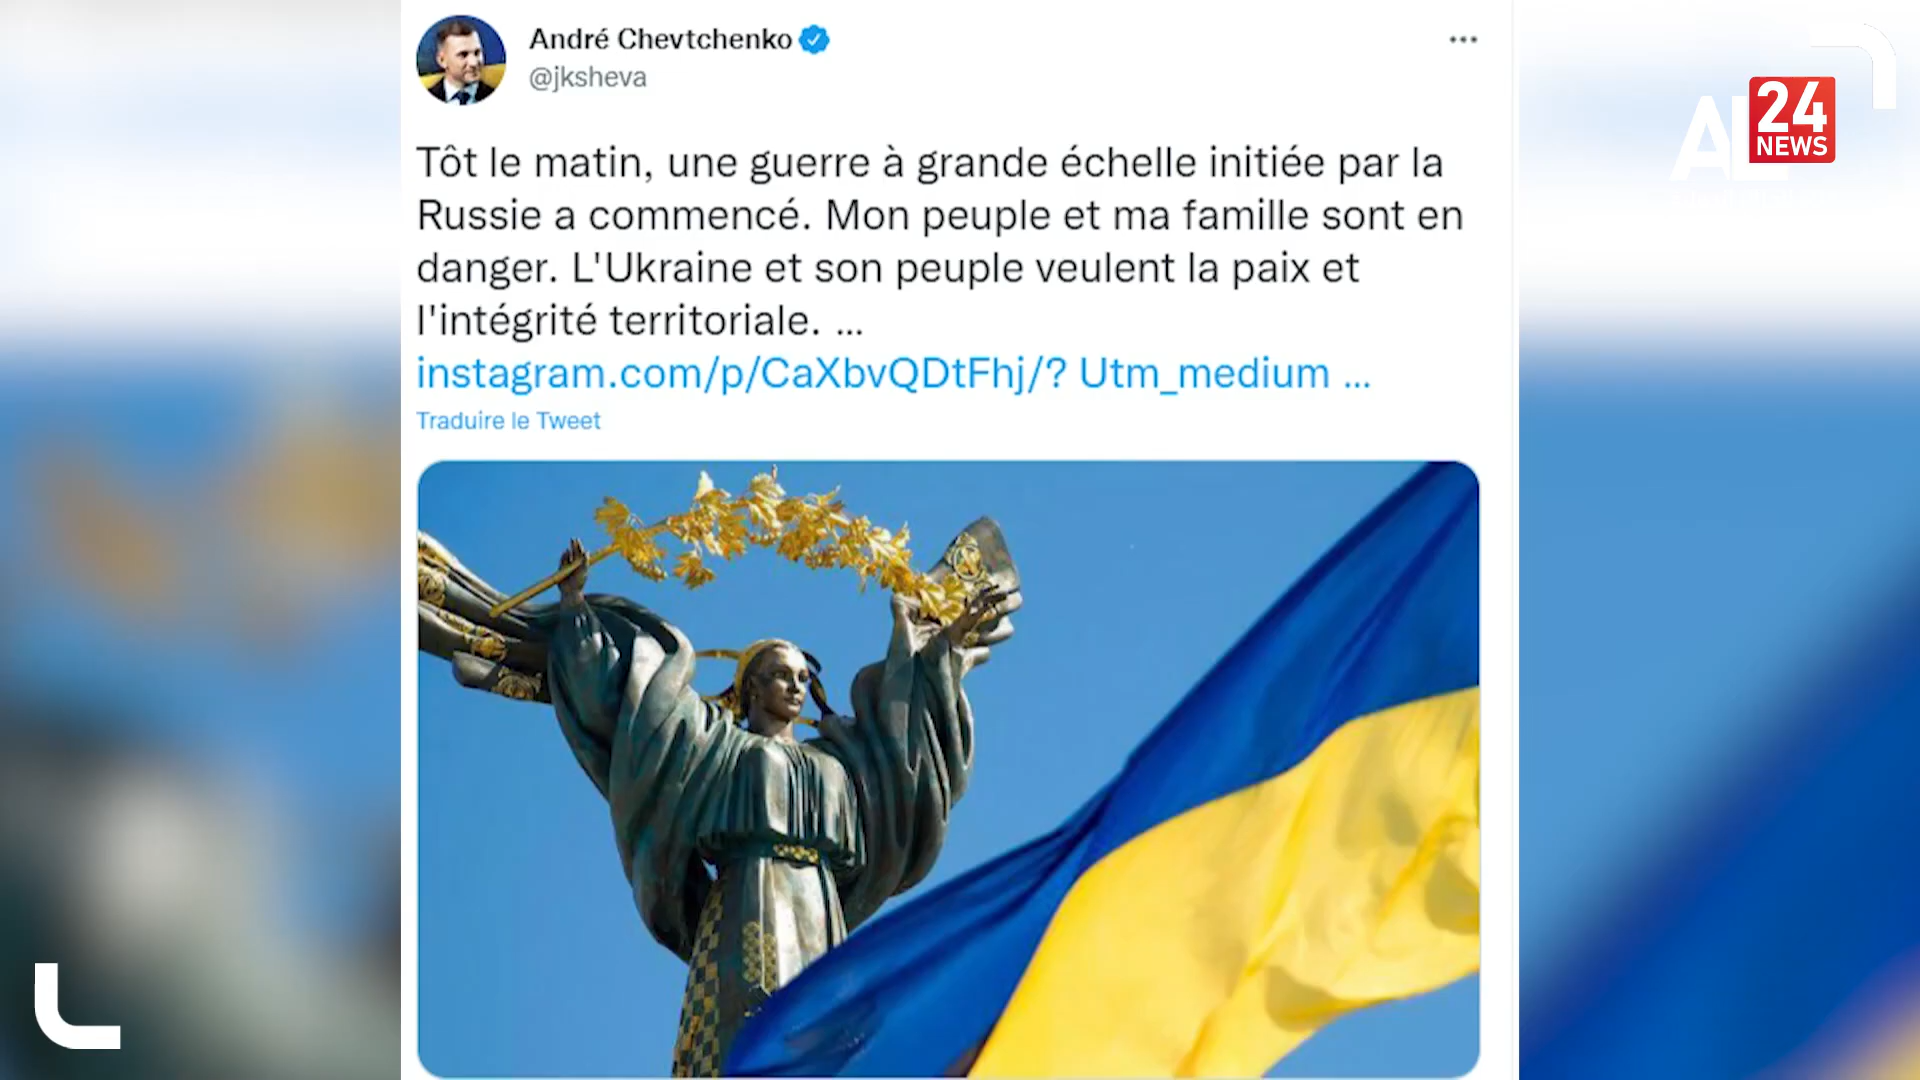 André Chevtchenko
@jksheva
Tôt le matin, une guerre à grande échelle initiée par la
Russie a commencé. Mon peuple et ma famille sont en
danger. L'Ukraine et son peuple veulent la paix et
l'intégrité territoriale. ...
instagram.com/p/CaXbvQDtFhj/? Utm_medium ...
Traduire le Tweet
AL
24
NEWS